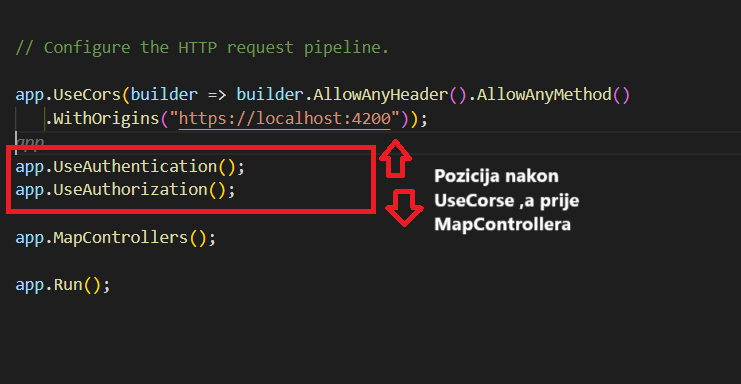 // Configure the HTTP request pipeline.
app.UseCors(builder => builder.AllowAnyHeader().AllowAnyMethod()
.WithOrigins("https://localhost:4200"));
app
app.UseAuthentication();
app.UseAuthorization();
Pozicija nakon
UseCorse ,a prije
MapControllera
app.MapControllers();
app.Run();